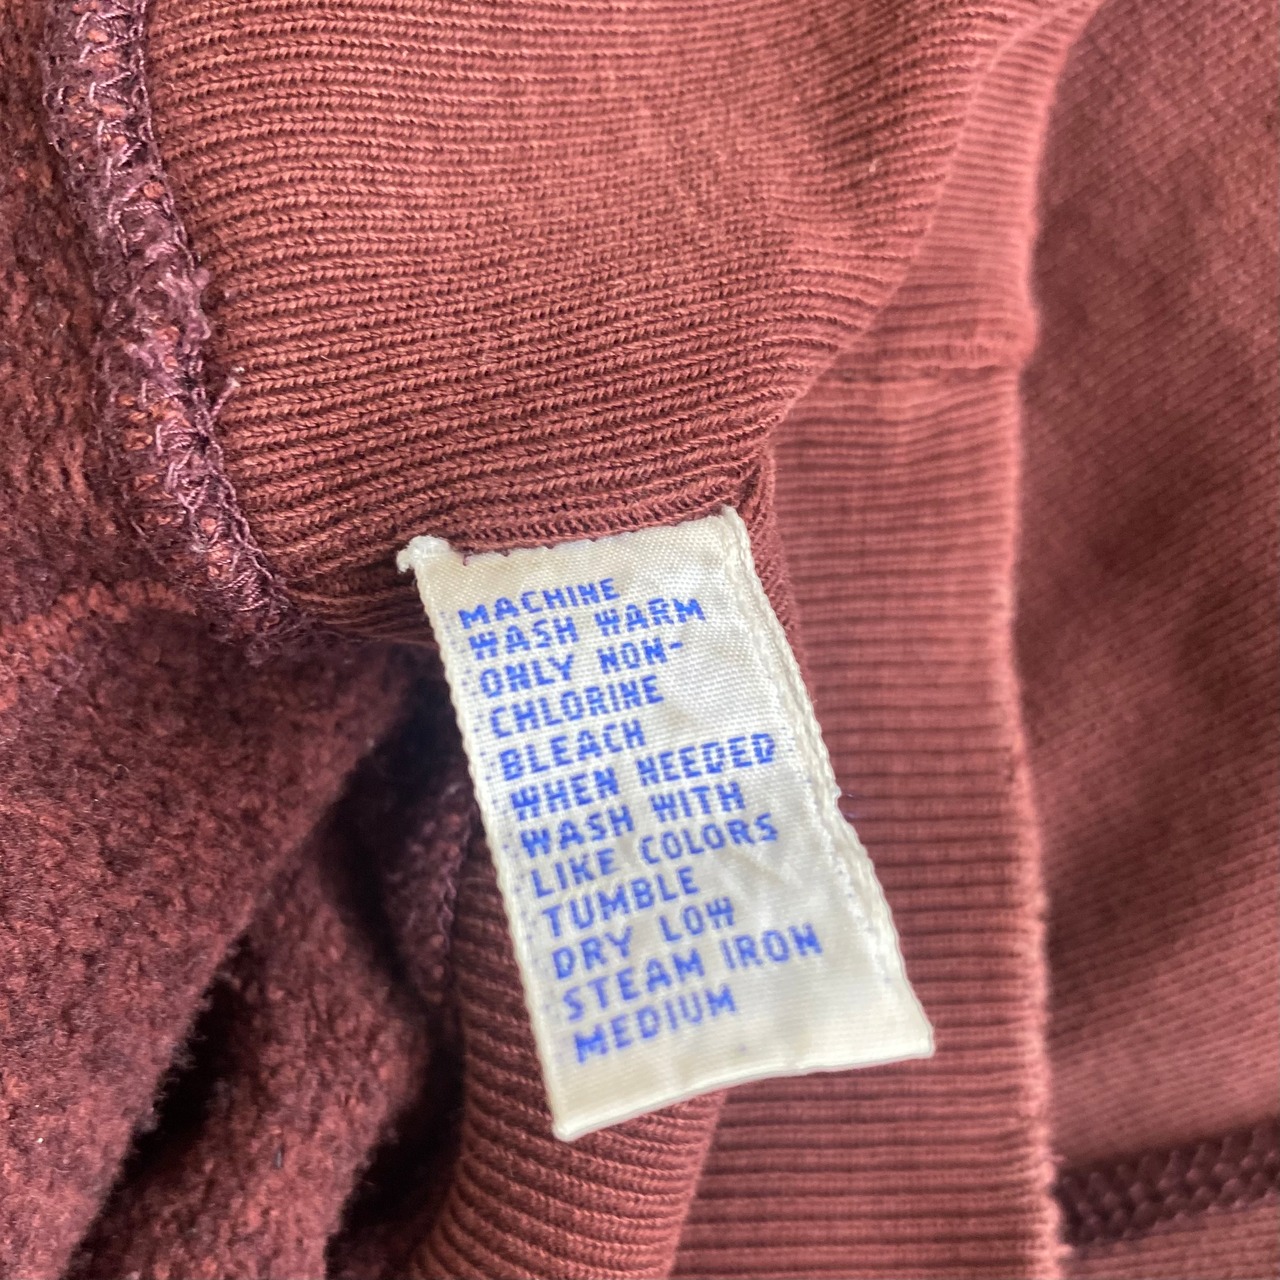 MACHINE
WASH WARM
ONLY NON-
CHLORINE
BLEACH
WHEN NEEDED
WASH WITH
LIKE COLORS
TUMBLE
DRY LOW
STEAM IRON
MEDIUM